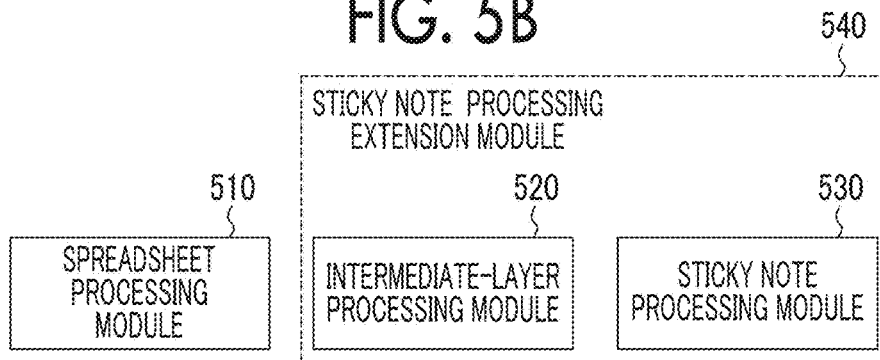 FIG. 5B
540
STICKY NOTE PROCESSING
EXTENSION MODULE
510
520
530
SPREADSHEET
PROCESSING
MODULE
INTERMEDIATE-LAYER
PROCESSING MODULE
STICKY NOTE
PROCESSING MODULE